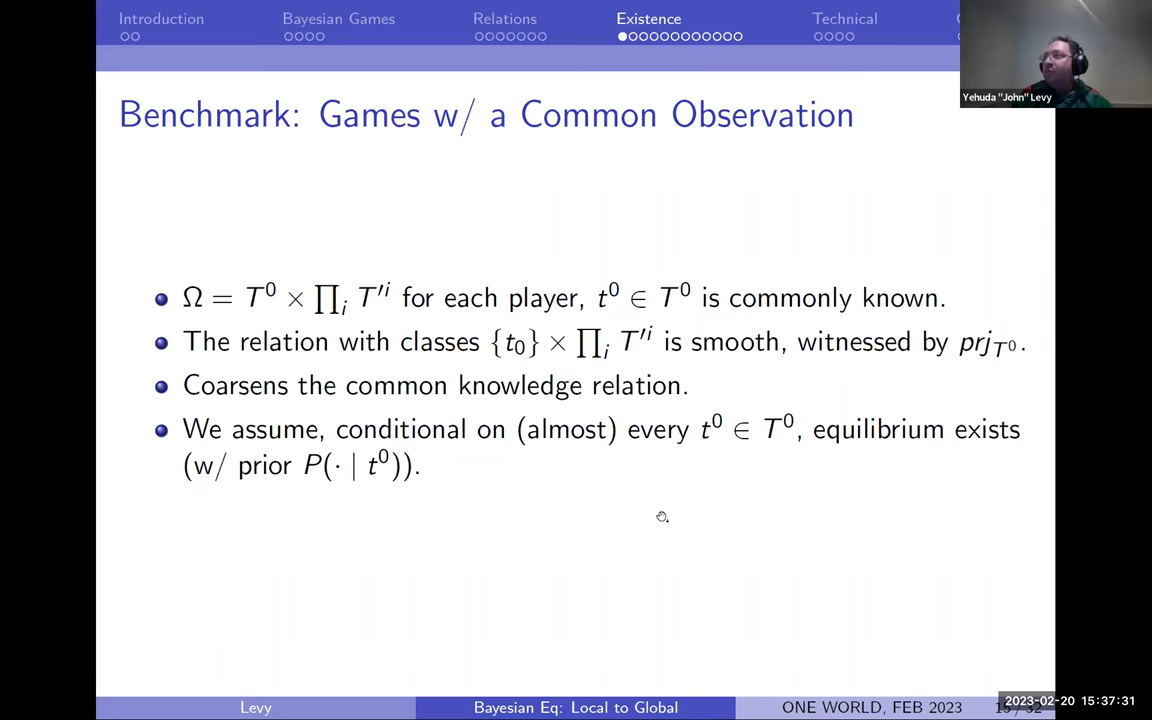 Introduction Bayesian Games Relations Existence Technical
Yehuda "John" Levy
Benchmark: Games w/ a Common Observation
Ω = T⁰ × ∏ᵢ T′ⁱ for each player, t⁰ ∈ T⁰ is commonly known.
The relation with classes {t₀} × ∏ᵢ T′ⁱ is smooth, witnessed by prj_T⁰.
Coarsens the common knowledge relation.
We assume, conditional on (almost) every t⁰ ∈ T⁰, equilibrium exists
(w/ prior P(· | t⁰)).
Levy Bayesian Eq: Local to Global ONE WORLD, FEB 2023
2023-02-20 15:37:31